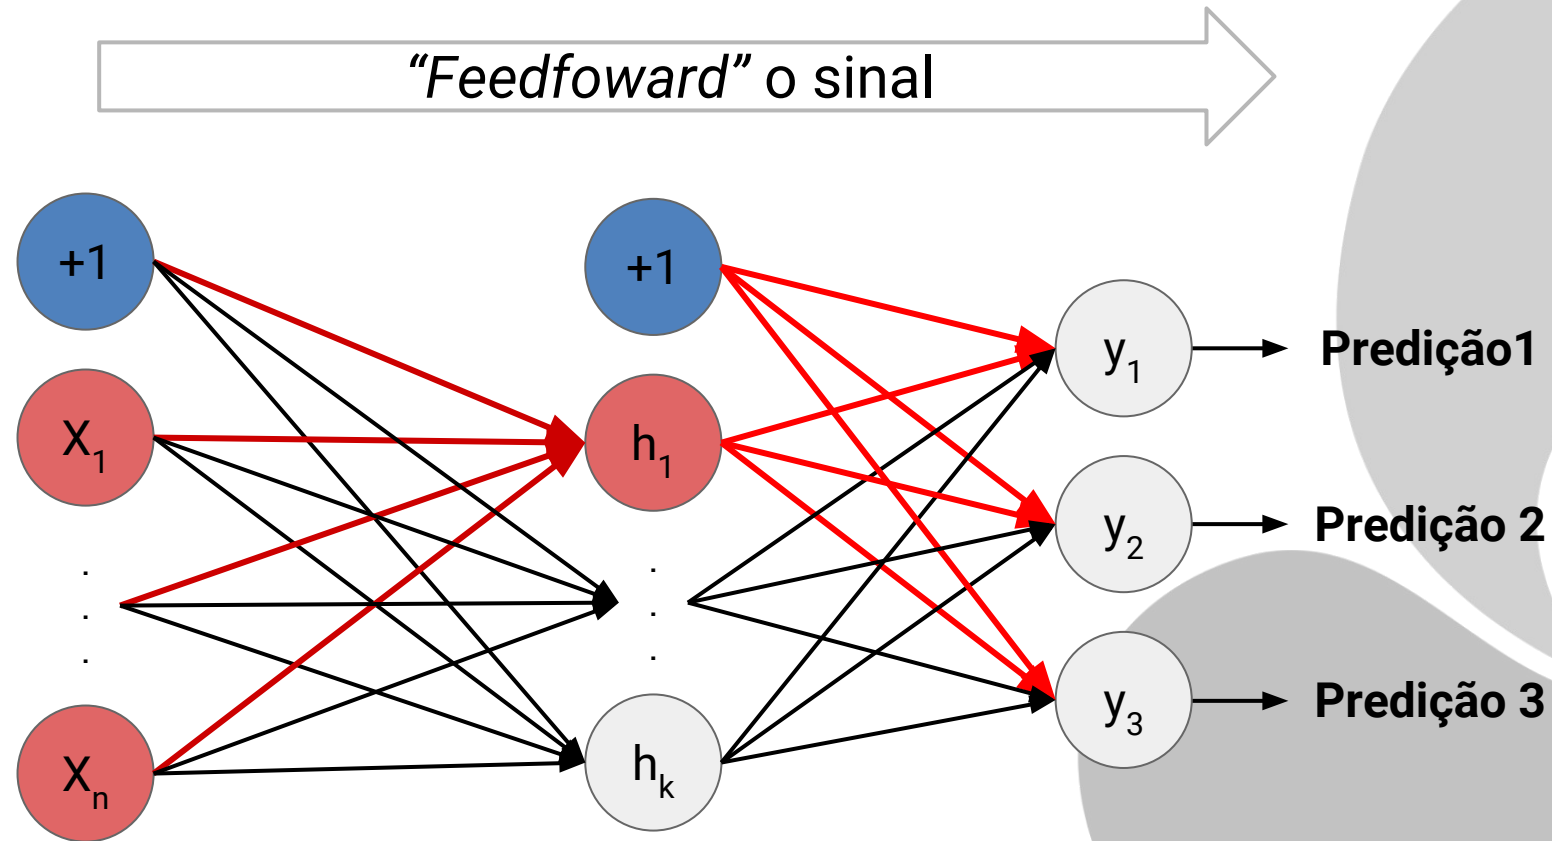 “Feedfoward” o sinal
+1
+1
y1
Predição1
X1
h1
y2
Predição 2
.
.
.
.
.
.
y3
Predição 3
Xn
hk